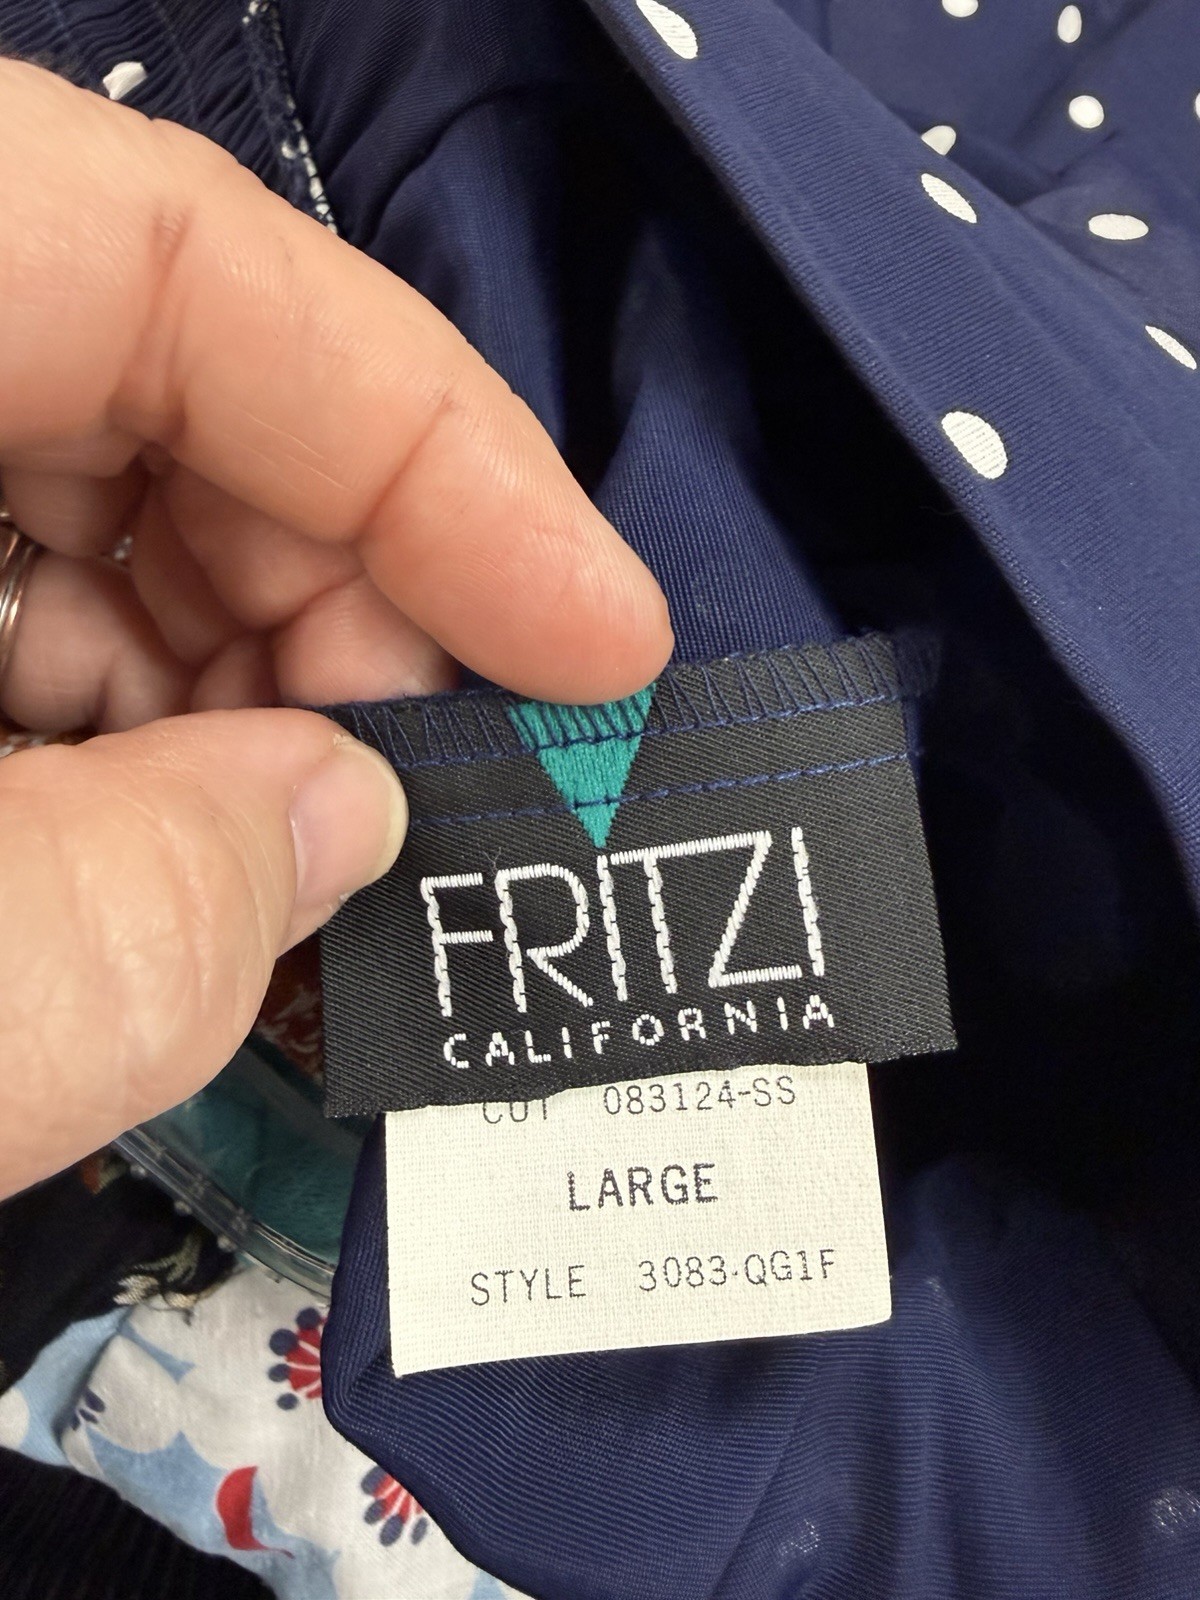 FRITZI
CALIFORNIA
CUT 083124-SS
LARGE
STYLE 3083-QG1F